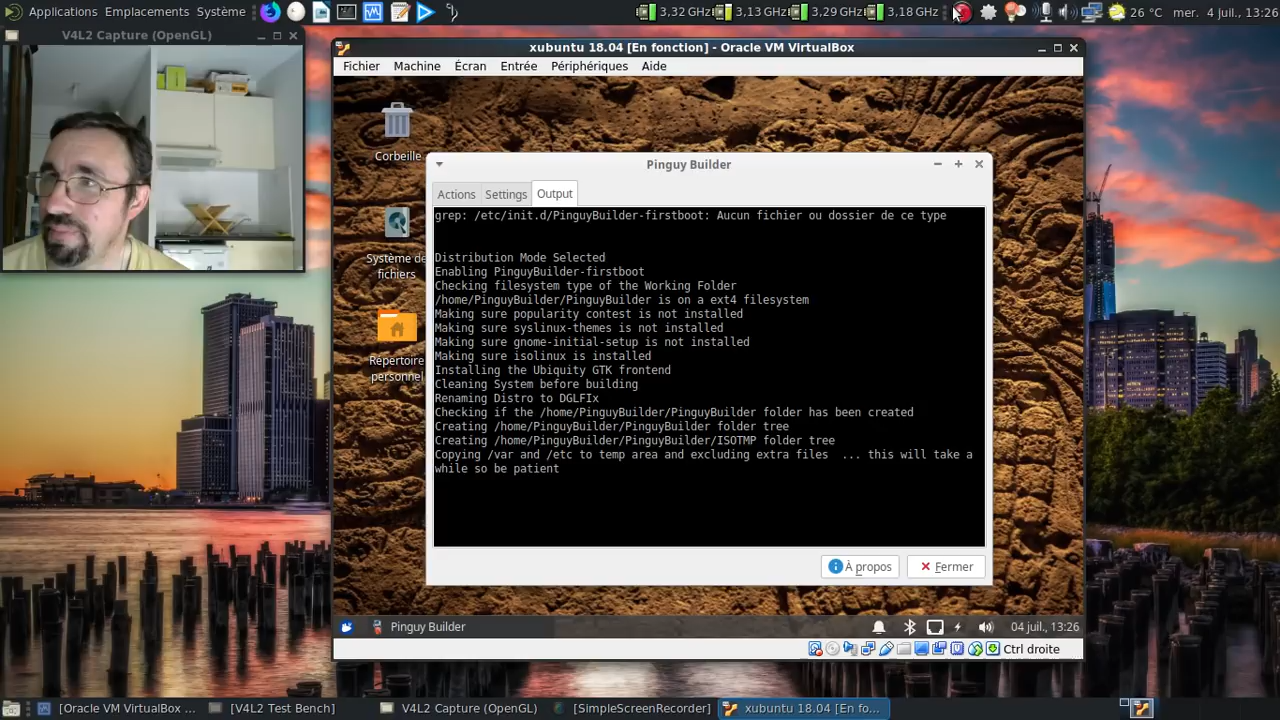 Applications Emplacements Système
3,32 GHz 3,13 GHz 3,29 GHz 3,18 GHz 26 °C mer. 4 juil., 13:26
V4L2 Capture (OpenGL)
xubuntu 18.04 [En fonction] - Oracle VM VirtualBox
Fichier Machine Écran Entrée Périphériques Aide
Corbeille
Système de
fichiers
Répertoire
personnel
Pinguy Builder
Actions Settings Output
grep: /etc/init.d/PinguyBuilder-firstboot: Aucun fichier ou dossier de ce type
Distribution Mode Selected
Enabling PinguyBuilder-firstboot
Checking filesystem type of the Working Folder
/home/PinguyBuilder/PinguyBuilder is on a ext4 filesystem
Making sure popularity contest is not installed
Making sure syslinux-themes is not installed
Making sure gnome-initial-setup is not installed
Making sure isolinux is installed
Installing the Ubiquity GTK frontend
Cleaning System before building
Renaming Distro to DGLFIx
Checking if the /home/PinguyBuilder/PinguyBuilder folder has been created
Creating /home/PinguyBuilder/PinguyBuilder folder tree
Creating /home/PinguyBuilder/PinguyBuilder/ISOTMP folder tree
Copying /var and /etc to temp area and excluding extra files ... this will take a
while so be patient
À propos Fermer
Pinguy Builder 04 juil., 13:26
Ctrl droite
[Oracle VM VirtualBox ... [V4L2 Test Bench] V4L2 Capture (OpenGL) [SimpleScreenRecorder] xubuntu 18.04 [En fo...